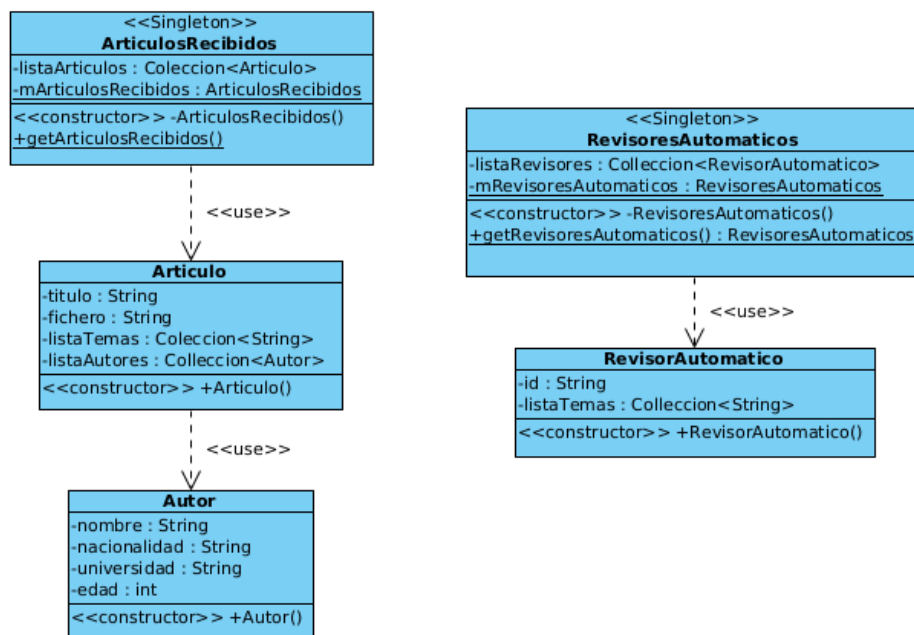 <<Singleton>>
ArticulosRecibidos
-listaArticulos : Coleccion<Articulo>
-mArticulosRecibidos : ArticulosRecibidos
<<constructor>> -ArticulosRecibidos()
+getArticulosRecibidos()
<<use>>
Articulo
-titulo : String
-fichero : String
-listaTemas : Coleccion<String>
-listaAutores : Colleccion<Autor>
<<constructor>> +Articulo()
<<use>>
Autor
-nombre : String
-nacionalidad : String
-universidad : String
-edad : int
<<constructor>> +Autor()
<<Singleton>>
RevisoresAutomaticos
-listaRevisores : Colleccion<RevisorAutomatico>
-mRevisoresAutomaticos : RevisoresAutomaticos
<<constructor>> -RevisoresAutomaticos()
+getRevisoresAutomaticos() : RevisoresAutomaticos
<<use>>
RevisorAutomatico
-id : String
-listaTemas : Colleccion<String>
<<constructor>> +RevisorAutomatico()